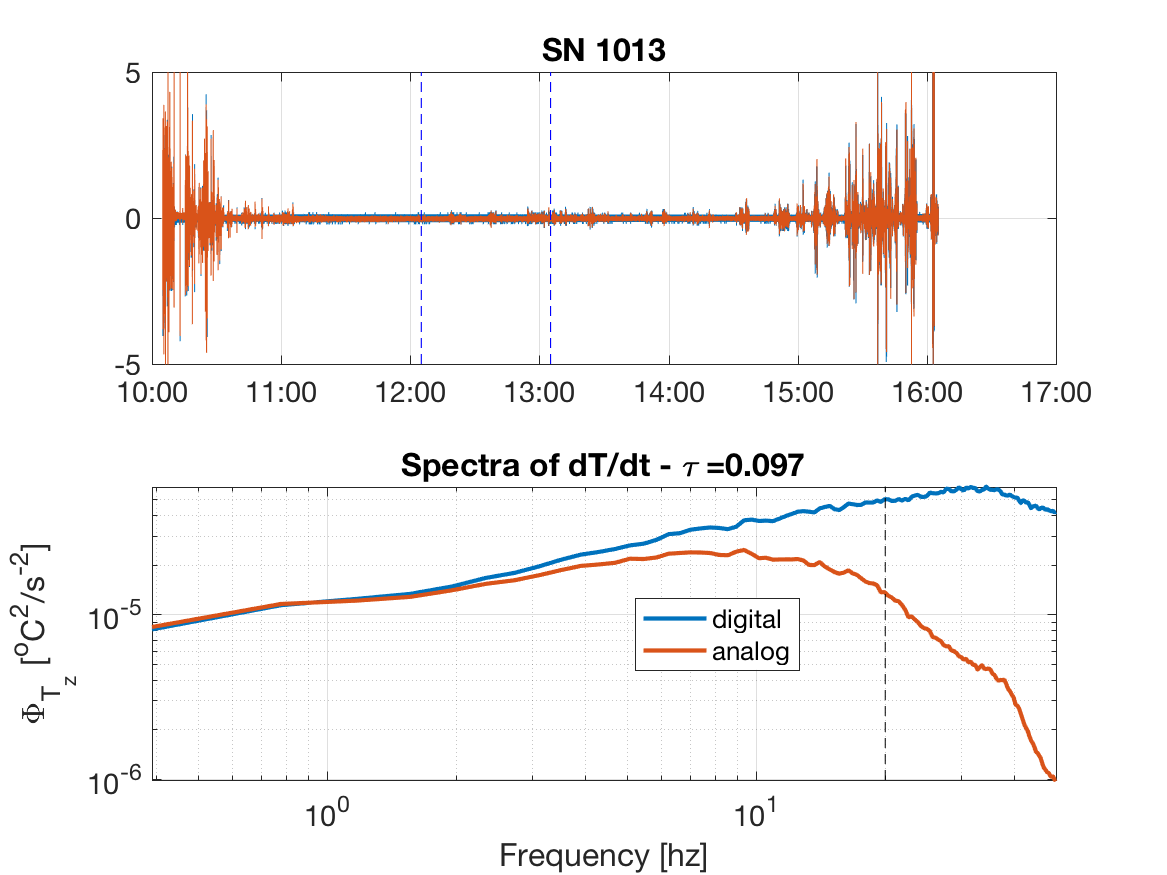 SN 1013
5
0
-5
10:00 11:00 12:00 13:00 14:00 15:00 16:00 17:00
Spectra of dT/dt - τ =0.097
Φ_{T_z} [°C²/s⁻²]
10⁻⁵
10⁻⁶
digital
analog
10⁰ 10¹
Frequency [hz]